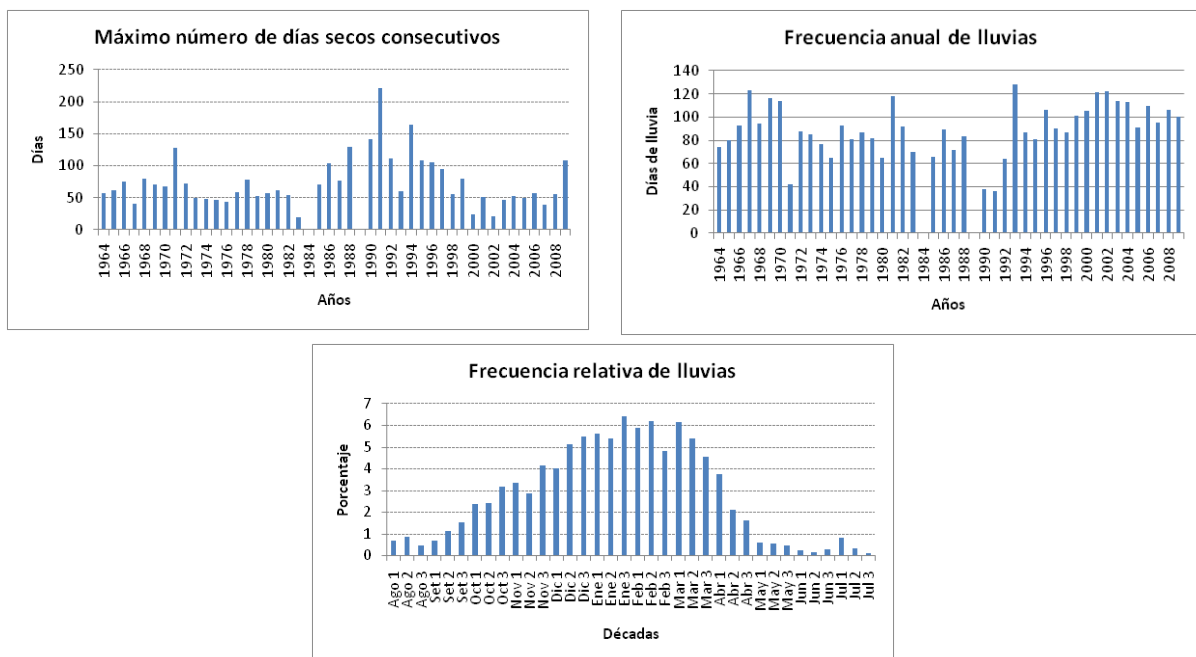 Máximo número de días secos consecutivos
250
200
150
100
50
0
Días
1964
1966
1968
1970
1972
1974
1976
1978
1980
1982
1984
1986
1988
1990
1992
1994
1996
1998
2000
2002
2004
2006
2008
Años
Frecuencia anual de lluvias
140
120
100
80
60
40
20
0
Días de lluvia
1964
1966
1968
1970
1972
1974
1976
1978
1980
1982
1984
1986
1988
1990
1992
1994
1996
1998
2000
2002
2004
2006
2008
Años
Frecuencia relativa de lluvias
7
6
5
4
3
2
1
0
Porcentaje
Ago 1
Ago 2
Ago 3
Set 1
Set 2
Set 3
Oct 1
Oct 2
Oct 3
Nov 1
Nov 2
Nov 3
Dic 1
Dic 2
Dic 3
Ene 1
Ene 2
Ene 3
Feb 1
Feb 2
Feb 3
Mar 1
Mar 2
Mar 3
Abr 1
Abr 2
Abr 3
May 1
May 2
May 3
Jun 1
Jun 2
Jun 3
Jul 1
Jul 2
Jul 3
Décadas